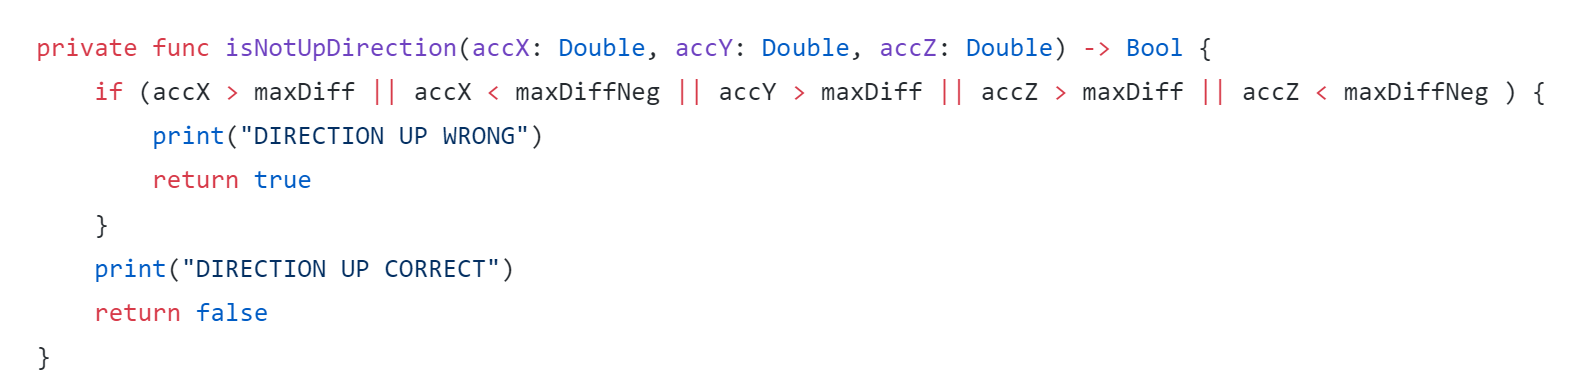 private func isNotUpDirection(accX: Double, accY: Double, accZ: Double) -> Bool {
    if (accX > maxDiff || accX < maxDiffNeg || accY > maxDiff || accZ > maxDiff || accZ < maxDiffNeg ) {
        print("DIRECTION UP WRONG")
        return true
    }
    print("DIRECTION UP CORRECT")
    return false
}